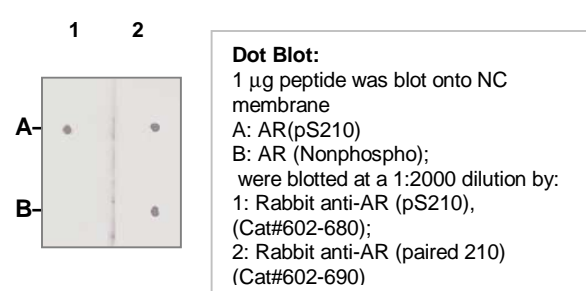 1 2
A-
B-
Dot Blot:
1 μg peptide was blot onto NC
membrane
A: AR(pS210)
B: AR (Nonphospho);
were blotted at a 1:2000 dilution by:
1: Rabbit anti-AR (pS210),
(Cat#602-680);
2: Rabbit anti-AR (paired 210)
(Cat#602-690)